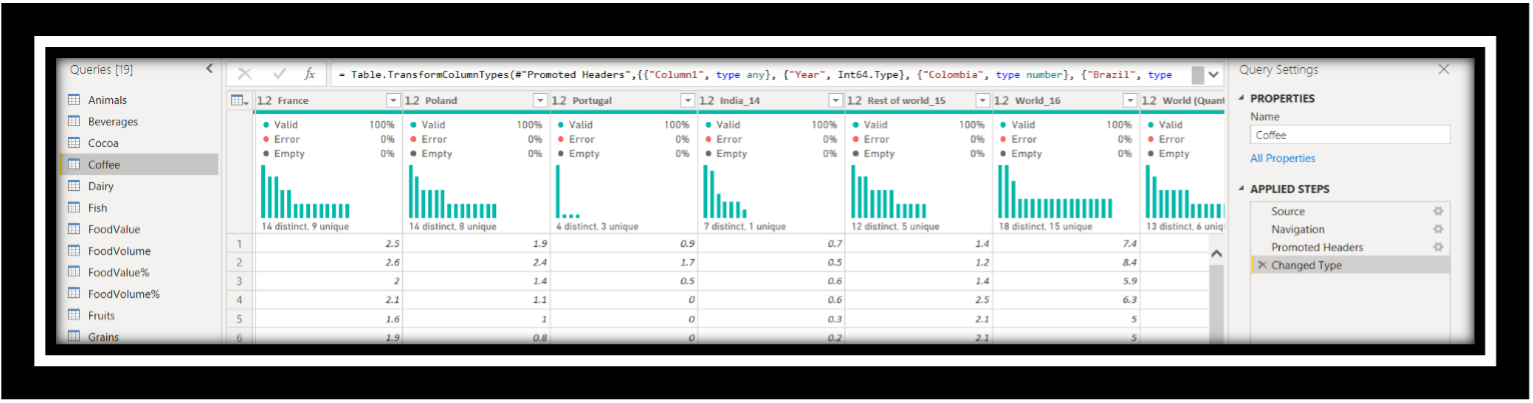 Queries [19]
Animals
Beverages
Cocoa
Coffee
Dairy
Fish
FoodValue
FoodVolume
FoodValue%
FoodVolume%
Fruits
Grains
fx = Table.TransformColumnTypes(#"Promoted Headers",{{"Column1", type any}, {"Year", Int64.Type}, {"Colombia", type number}, {"Brazil", type
1.2 France 1.2 Poland 1.2 Portugal 1.2 India_14 1.2 Rest of world_15 1.2 World_16 1.2 World (Quant
Valid 100% Valid 100% Valid 100% Valid 100% Valid 100% Valid 100% Valid
Error 0% Error 0% Error 0% Error 0% Error 0% Error 0% Error
Empty 0% Empty 0% Empty 0% Empty 0% Empty 0% Empty 0% Empty
14 distinct, 9 unique 14 distinct, 8 unique 4 distinct, 3 unique 7 distinct, 1 unique 12 distinct, 5 unique 18 distinct, 15 unique 13 distinct, 6 uniq
1 2.5 1.9 0.9 0.7 1.4 7.4
2 2.6 2.4 1.7 0.5 1.2 8.4
3 2 1.4 0.5 0.6 1.4 5.9
4 2.1 1.1 0 0.6 2.5 6.3
5 1.6 1 0 0.3 2.1 5
6 1.9 0.8 0 0.2 2.1 5
Query Settings
PROPERTIES
Name
Coffee
All Properties
APPLIED STEPS
Source
Navigation
Promoted Headers
Changed Type